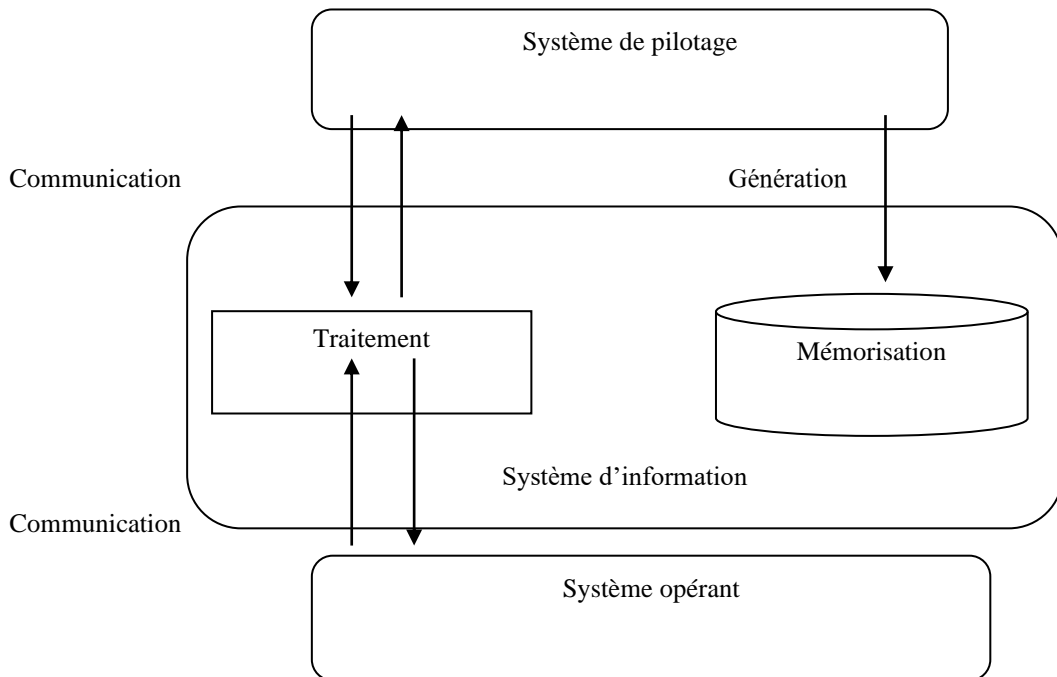 Système de pilotage
Communication
Génération
Traitement
Mémorisation
Système d’information
Communication
Système opérant